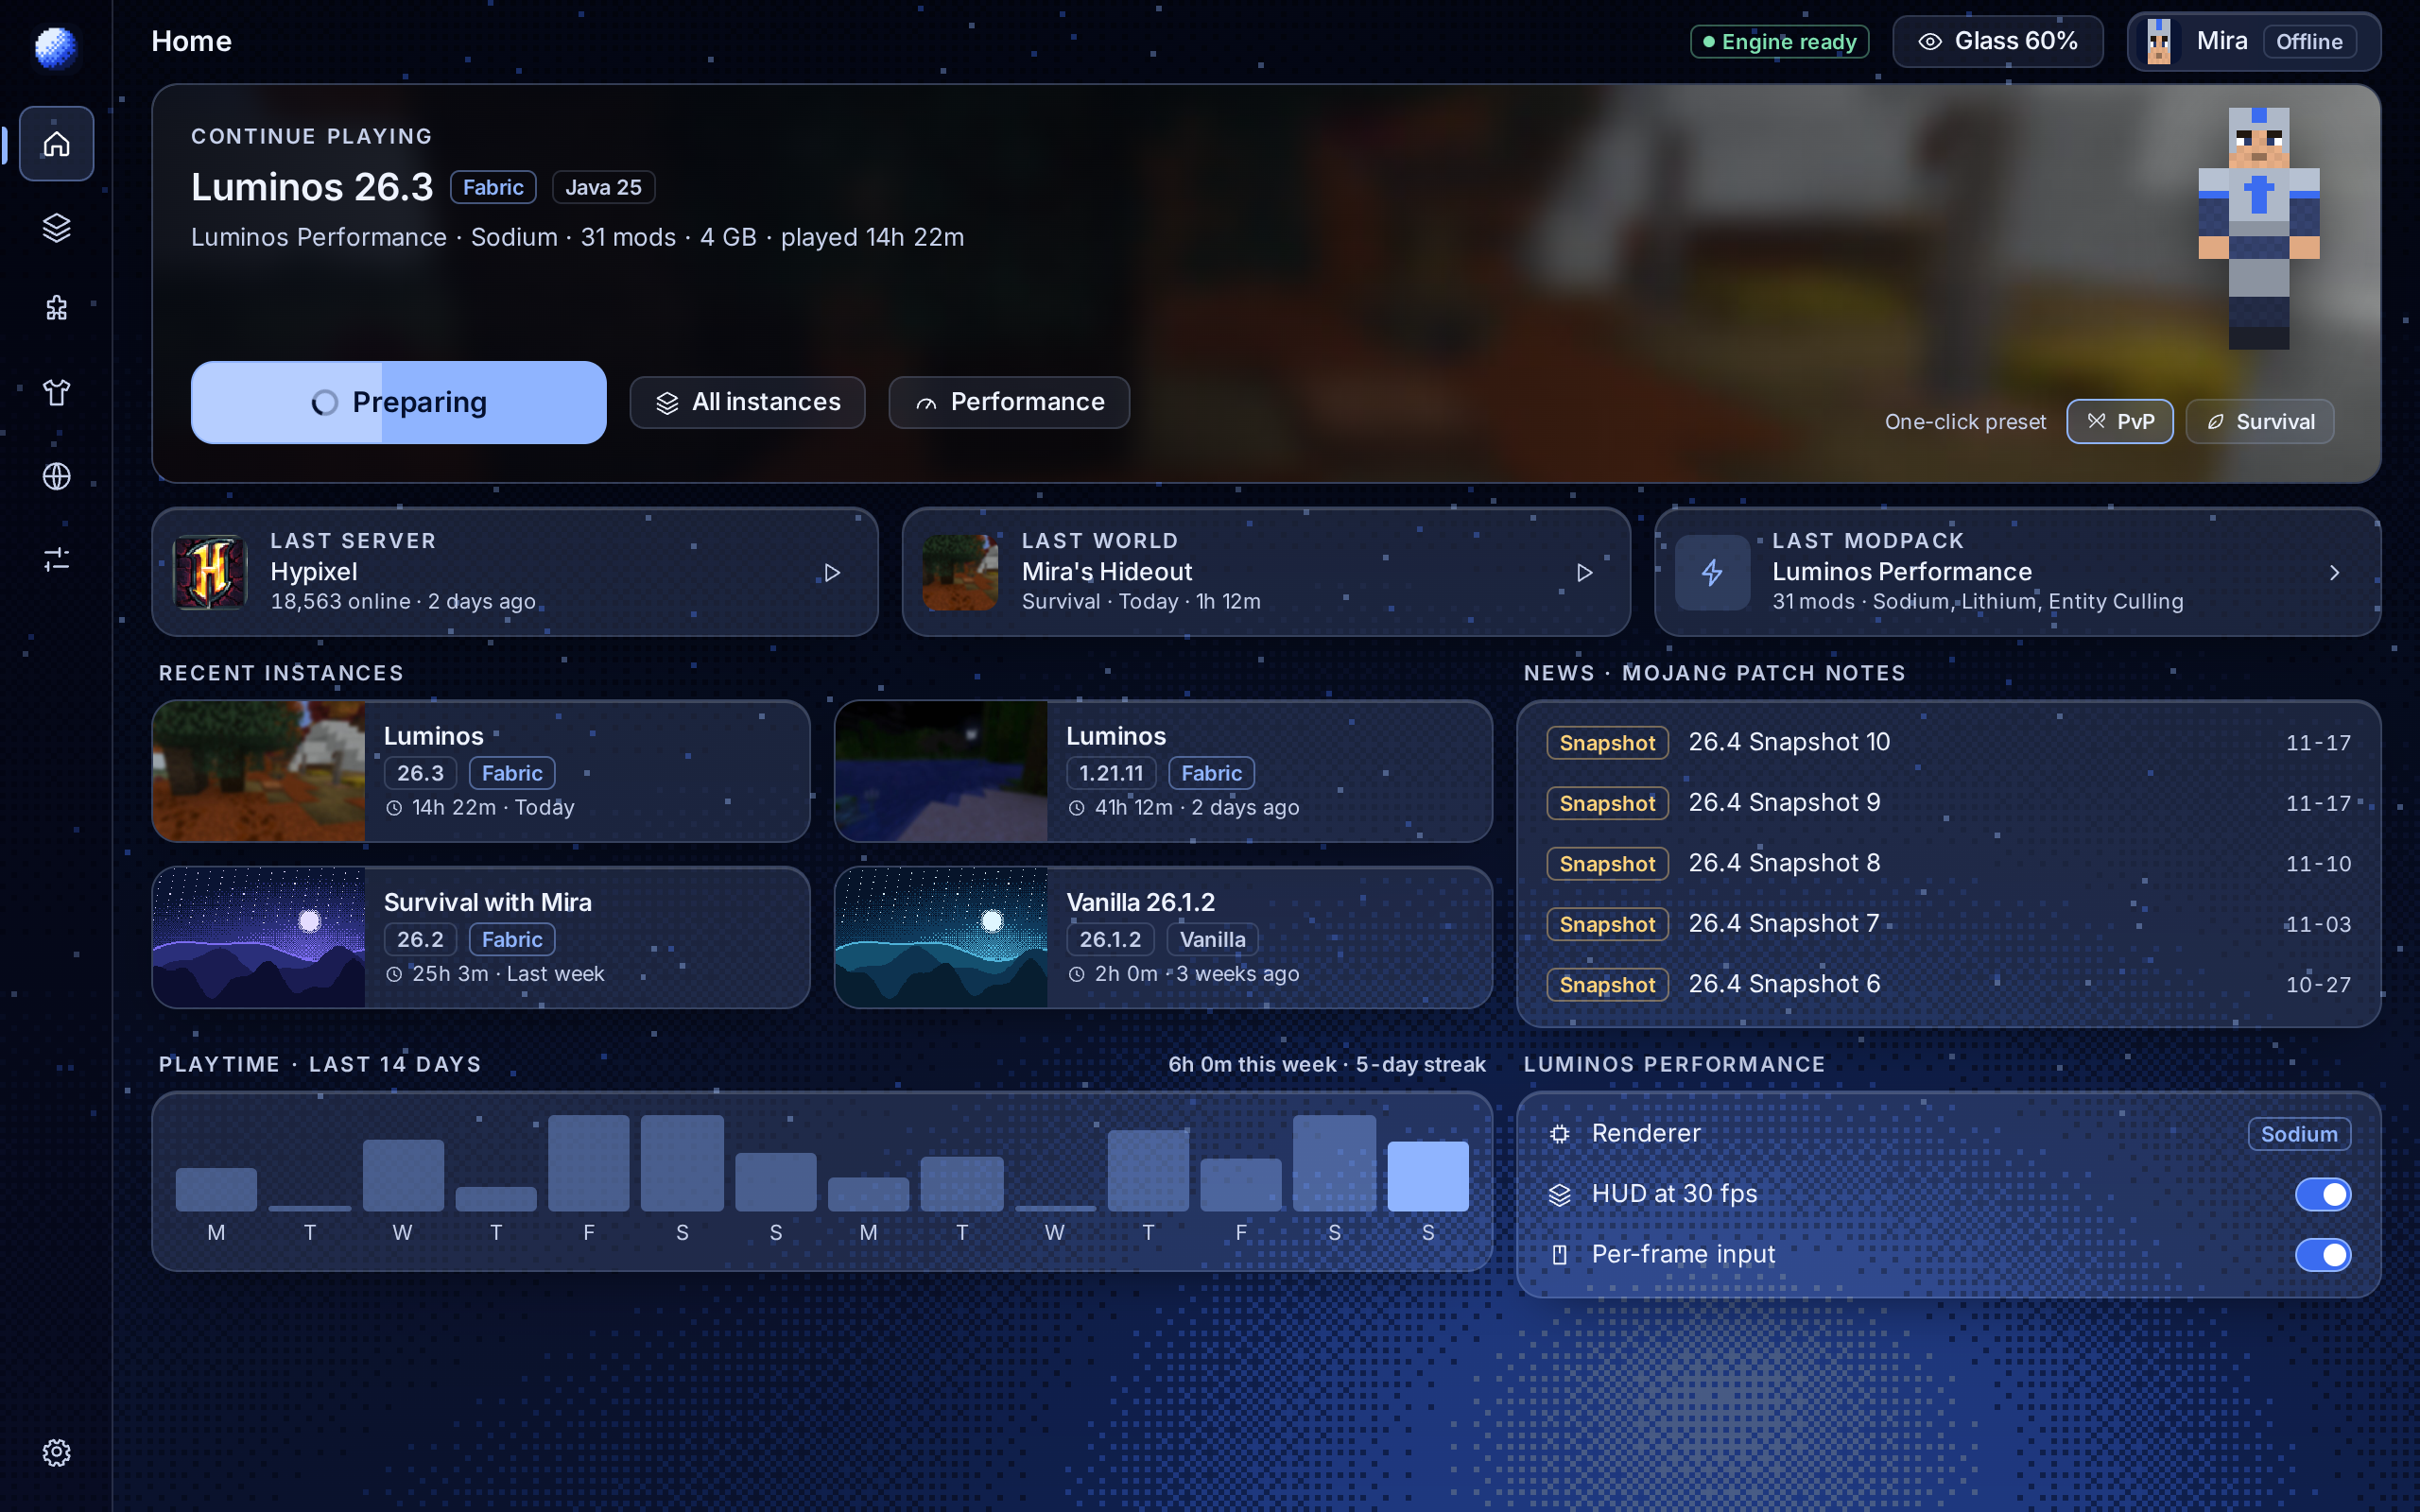 Home
Engine ready
Glass 60%
Mira
Offline
CONTINUE PLAYING
Luminos 26.3
Fabric
Java 25
Luminos Performance · Sodium · 31 mods · 4 GB · played 14h 22m
Preparing
All instances
Performance
One-click preset
PvP
Survival
LAST SERVER
Hypixel
18,563 online · 2 days ago
LAST WORLD
Mira's Hideout
Survival · Today · 1h 12m
LAST MODPACK
Luminos Performance
31 mods · Sodium, Lithium, Entity Culling
RECENT INSTANCES
Luminos
26.3
Fabric
14h 22m · Today
Luminos
1.21.11
Fabric
41h 12m · 2 days ago
Survival with Mira
26.2
Fabric
25h 3m · Last week
Vanilla 26.1.2
26.1.2
Vanilla
2h 0m · 3 weeks ago
NEWS · MOJANG PATCH NOTES
Snapshot 26.4 Snapshot 10 11-17
Snapshot 26.4 Snapshot 9 11-17
Snapshot 26.4 Snapshot 8 11-10
Snapshot 26.4 Snapshot 7 11-03
Snapshot 26.4 Snapshot 6 10-27
PLAYTIME · LAST 14 DAYS
6h 0m this week · 5-day streak
M T W T F S S M T W T F S S
LUMINOS PERFORMANCE
Renderer
Sodium
HUD at 30 fps
Per-frame input